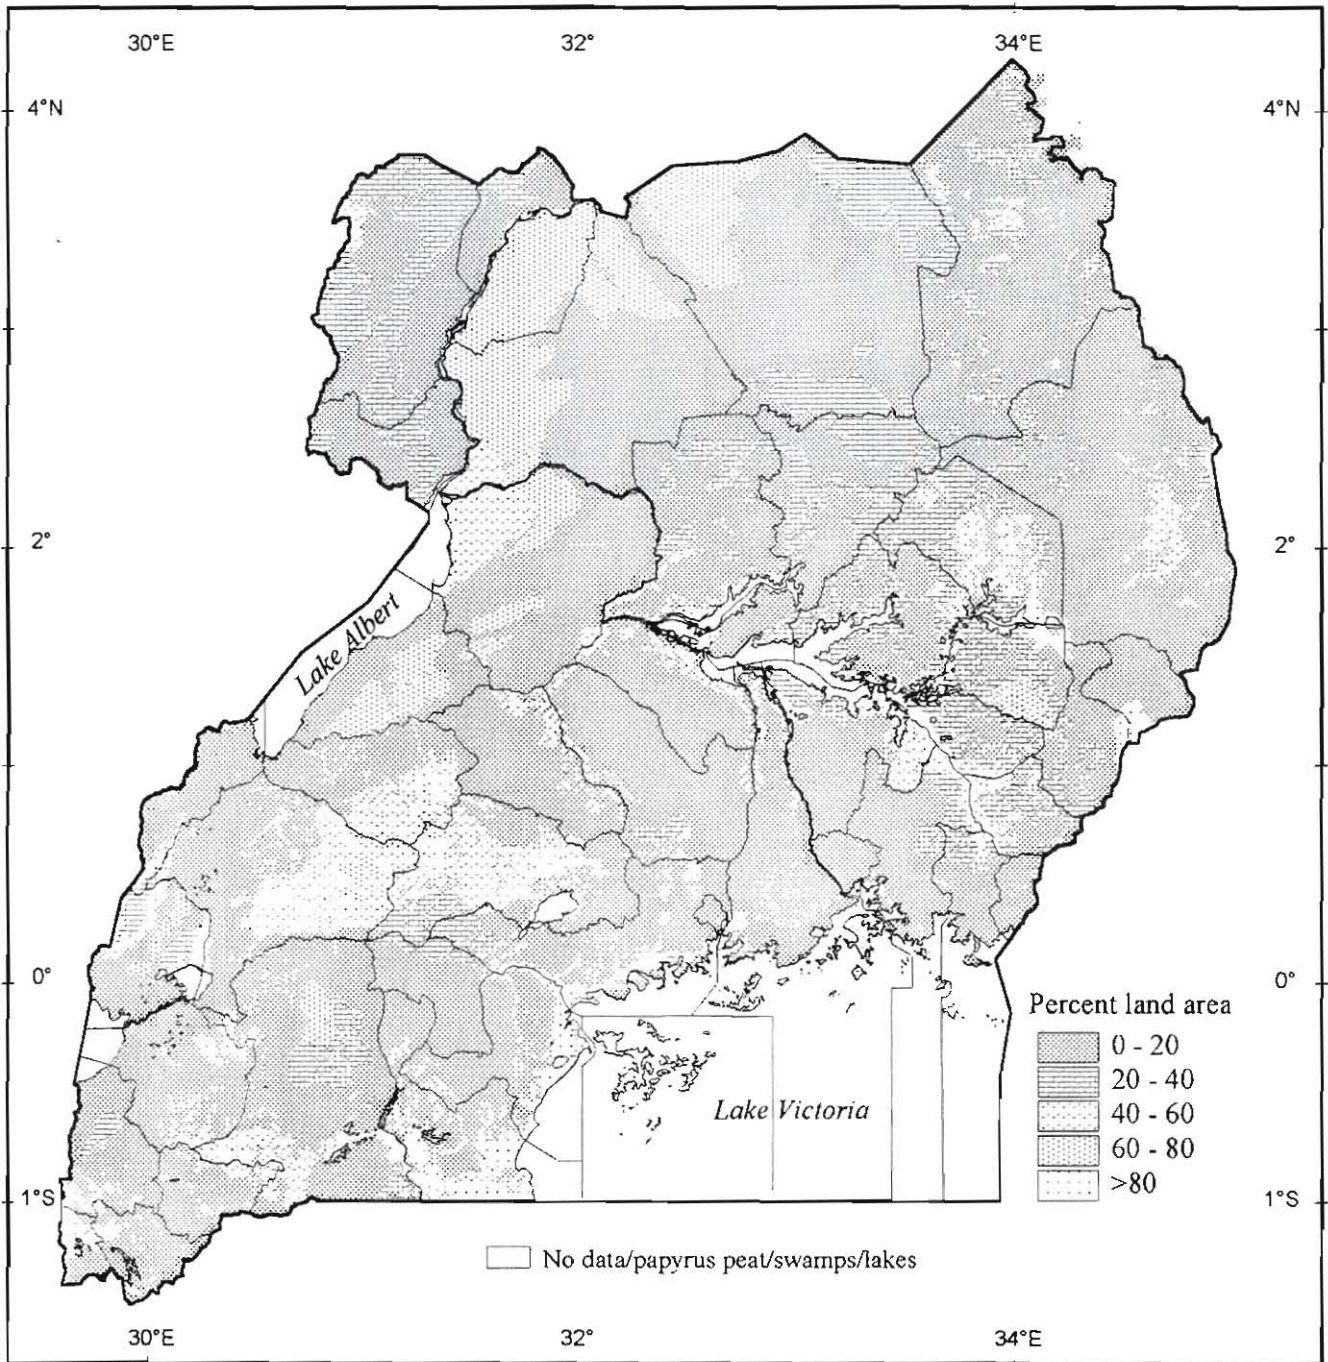 30°E 32° 34°E
4°N 4°N
2° 2°
Lake Albert
0° 0°
Percent land area
0 - 20
20 - 40
40 - 60
60 - 80
>80
Lake Victoria
1°S 1°S
No data/papyrus peat/swamps/lakes
30°E 32° 34°E